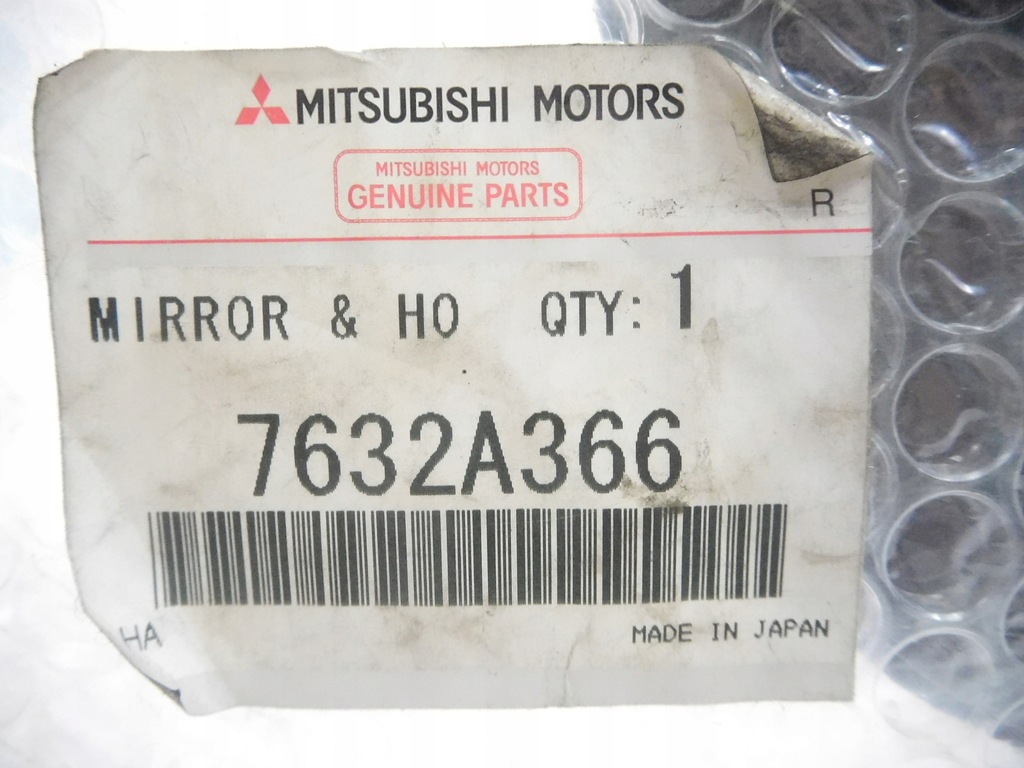 MITSUBISHI MOTORS
MITSUBISHI MOTORS
GENUINE PARTS
R
MIRROR & HO QTY: 1
7632A366
HA
MADE IN JAPAN